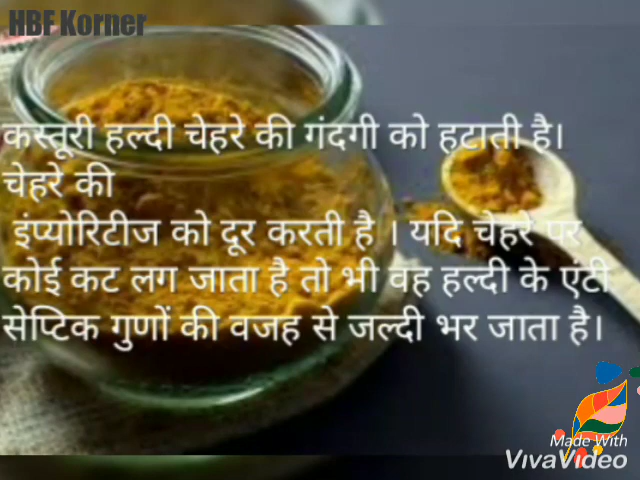 HBF Korner
कस्तूरी हल्दी चेहरे की गंदगी को हटाती है।
चेहरे की
इंप्योरिटीज को दूर करती है । यदि चेहरे पर
कोई कट लग जाता है तो भी वह हल्दी के एंटी
सेप्टिक गुणों की वजह से जल्दी भर जाता है।
Made With
VivaVideo